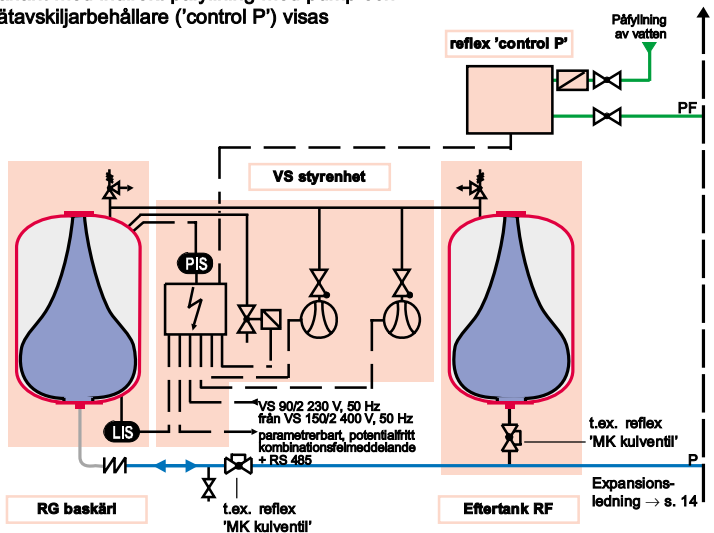 ätavskiljarbehållare ('control P') visas
Påfyllning
av vatten
reflex 'control P'
PF
VS styrenhet
PIS
LIS
VS 90/2 230 V, 50 Hz
från VS 150/2 400 V, 50 Hz
parametrerbart, potentialfritt
kombinationsfelmeddelande
+ RS 485
t.ex. reflex
'MK kulventil'
P
Expansions-
ledning → s. 14
RG baskärl
t.ex. reflex
'MK kulventil'
Eftertank RF